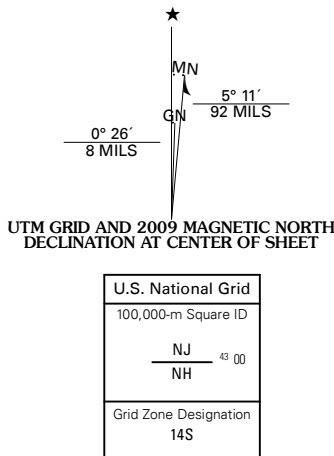 ★
MN
GN
5° 11´
92 MILS
0° 26´
8 MILS
UTM GRID AND 2009 MAGNETIC NORTH
DECLINATION AT CENTER OF SHEET
U.S. National Grid
100,000-m Square ID
NJ
43 00
NH
Grid Zone Designation
14S